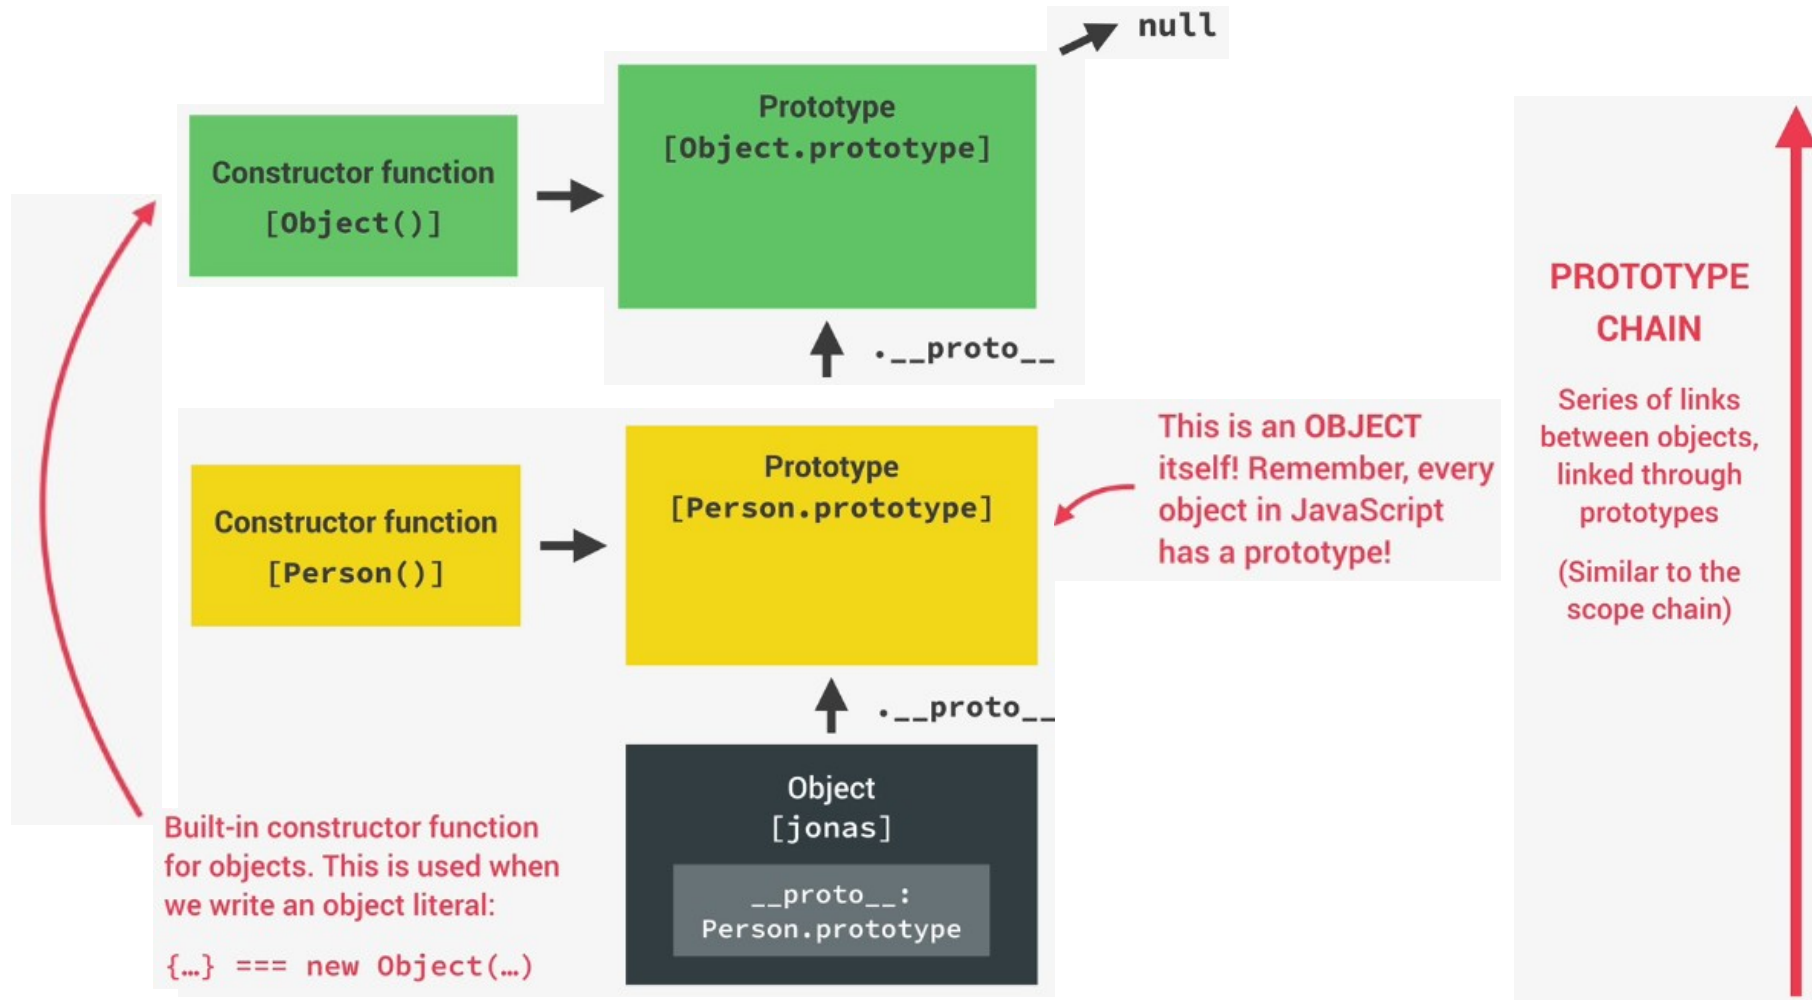 null
Prototype
[Object.prototype]
Constructor function
[Object()]
.__proto__
PROTOTYPE
CHAIN
Series of links
between objects,
linked through
prototypes
(Similar to the
scope chain)
Prototype
[Person.prototype]
Constructor function
[Person()]
This is an OBJECT
itself! Remember, every
object in JavaScript
has a prototype!
.__proto__
Object
[jonas]
__proto__:
Person.prototype
Built-in constructor function
for objects. This is used when
we write an object literal:
{…} === new Object(…)